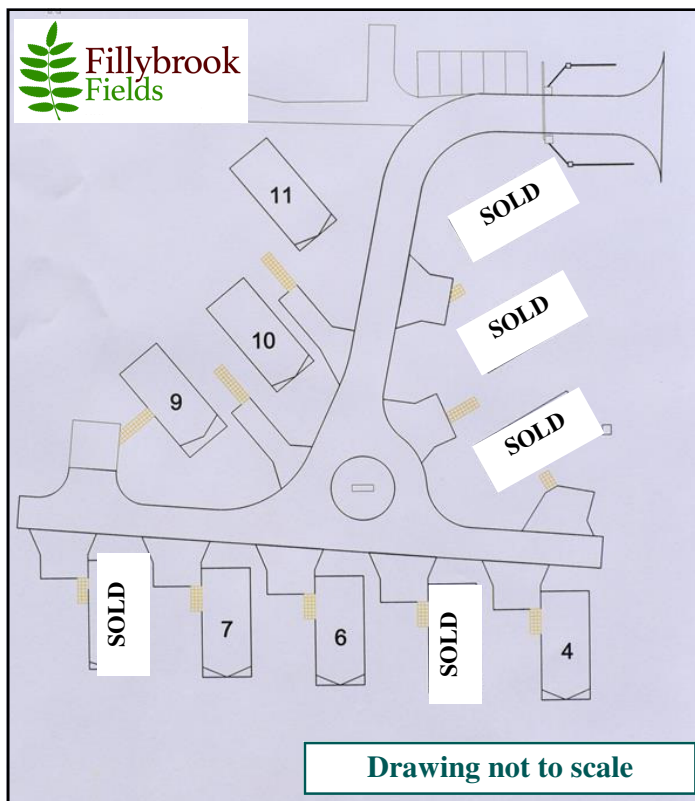 Fillybrook
Fields
11
SOLD
SOLD
10
9
SOLD
SOLD
7
6
SOLD
4
Drawing not to scale